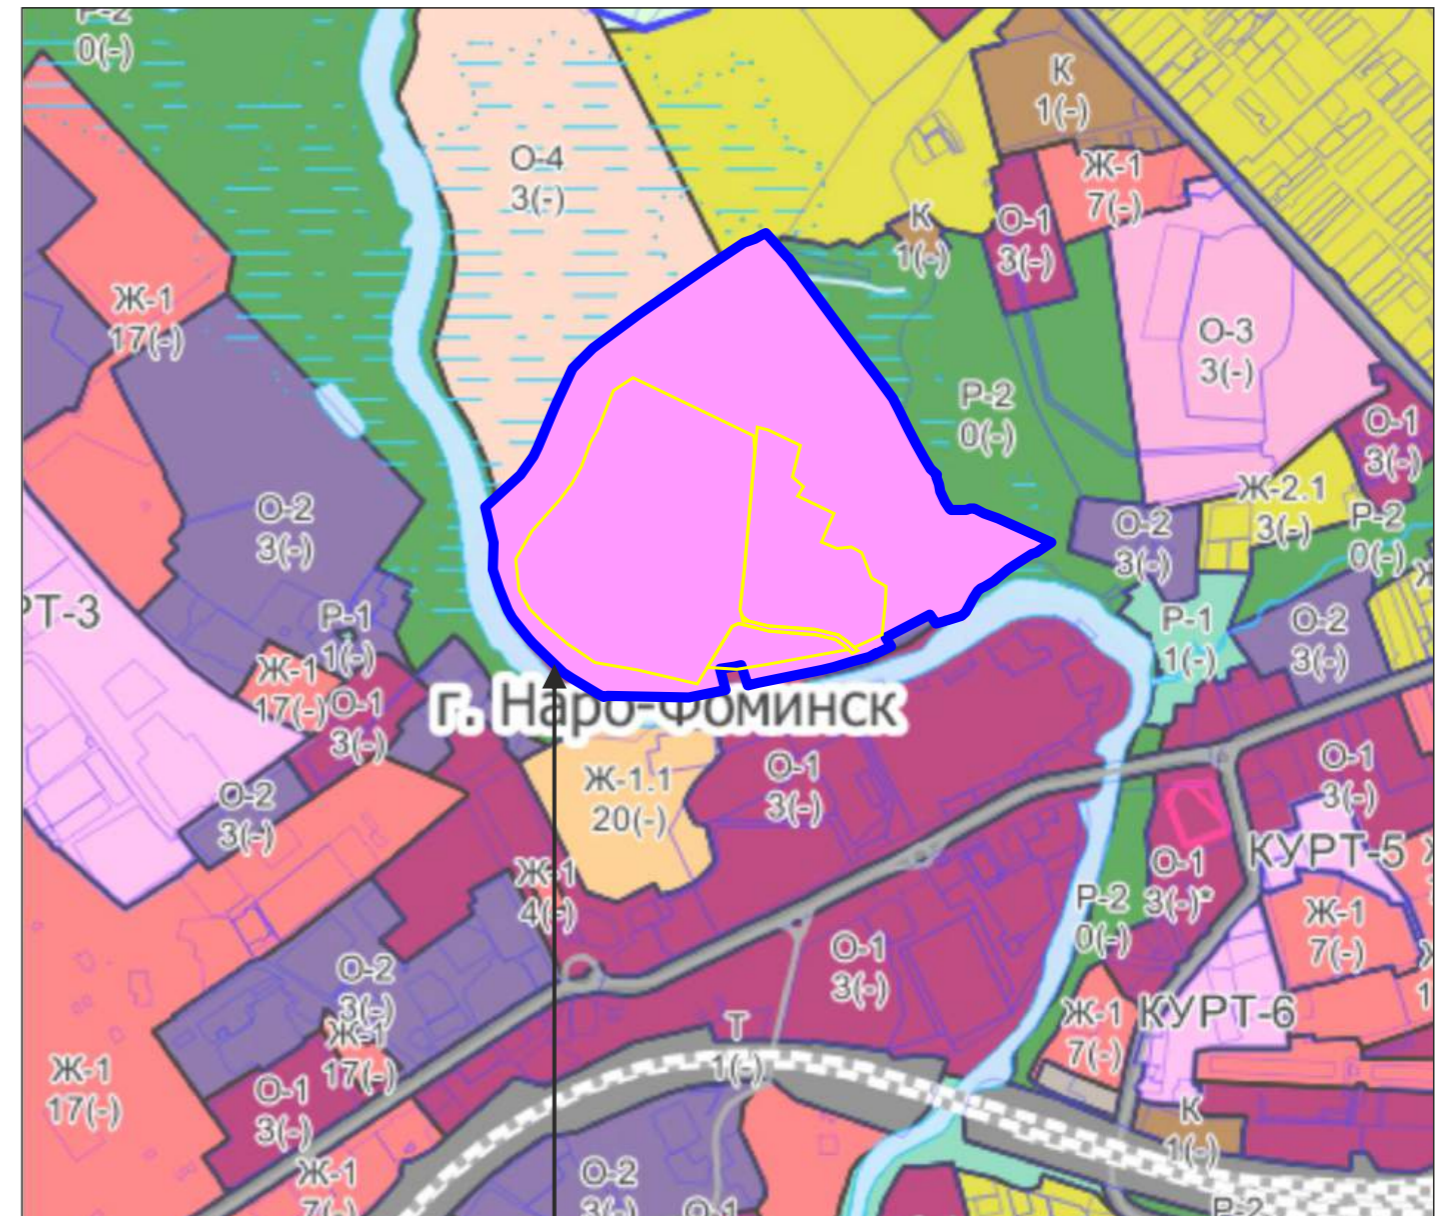 Р-2
0(-)
О-4
3(-)
К
1(-)
Ж-1
7(-)
К
1(-)
О-1
3(-)
Ж-1
17(-)
О-3
3(-)
Р-2
0(-)
О-1
3(-)
О-2
3(-)
Ж-2.1
3(-)
Р-2
0(-)
О-2
3(-)
РТ-3
Р-1
1(-)
Р-1
1(-)
О-2
3(-)
Ж-1
17(-)
О-1
3(-)
г. Наро-Фоминск
О-2
3(-)
Ж-1.1
20(-)
О-1
3(-)
О-1
3(-)
КУРТ-5
Ж-1
4(-)
О-1
3(-)*
Р-2
0(-)
Ж-1
7(-)
О-2
3(-)
О-1
3(-)
Ж-1
17(-)
Т
1(-)
Ж-1
7(-)
КУРТ-6
Ж-1
17(-)
О-1
3(-)
К
1(-)
Ж-1
7(-)
О-2
3(-)
О-1
Р-2